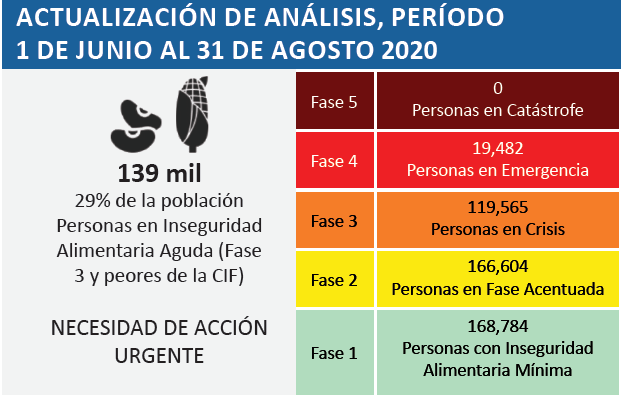 ACTUALIZACIÓN DE ANÁLISIS, PERÍODO
1 DE JUNIO AL 31 DE AGOSTO 2020
139 mil
29% de la población
Personas en Inseguridad
Alimentaria Aguda (Fase
3 y peores de la CIF)
NECESIDAD DE ACCIÓN
URGENTE
Fase 5
0
Personas en Catástrofe
Fase 4
19,482
Personas en Emergencia
Fase 3
119,565
Personas en Crisis
Fase 2
166,604
Personas en Fase Acentuada
Fase 1
168,784
Personas con Inseguridad
Alimentaria Mínima